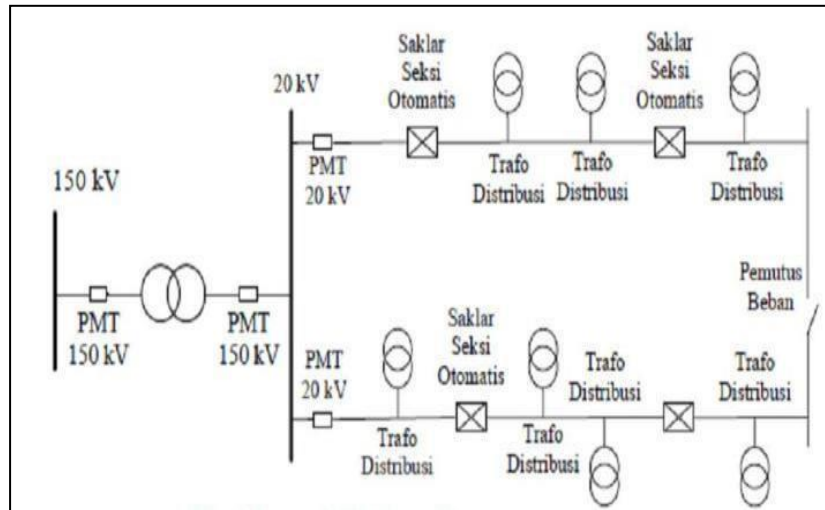 Saklar
Seksi
Otomatis
Saklar
Seksi
Otomatis
20 kV
PMT
20 kV
Trafo
Distribusi
Trafo
Distribusi
Trafo
Distribusi
150 kV
PMT
150 kV
PMT
150 kV
Pemutus
Beban
PMT
20 kV
Saklar
Seksi
Otomatis
Trafo
Distribusi
Trafo
Distribusi
Trafo
Distribusi
Trafo
Distribusi